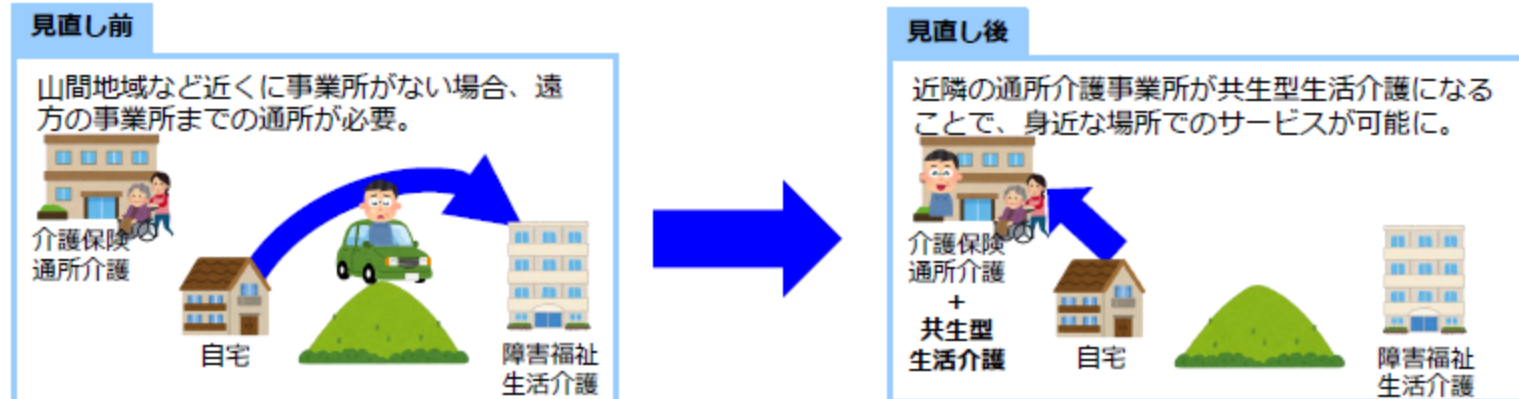 見直し前
山間地域など近くに事業所がない場合、遠
方の事業所までの通所が必要。
介護保険
通所介護
自宅
障害福祉
生活介護
見直し後
近隣の通所介護事業所が共生型生活介護になる
ことで、身近な場所でのサービスが可能に。
介護保険
通所介護
+
共生型
生活介護
自宅
障害福祉
生活介護